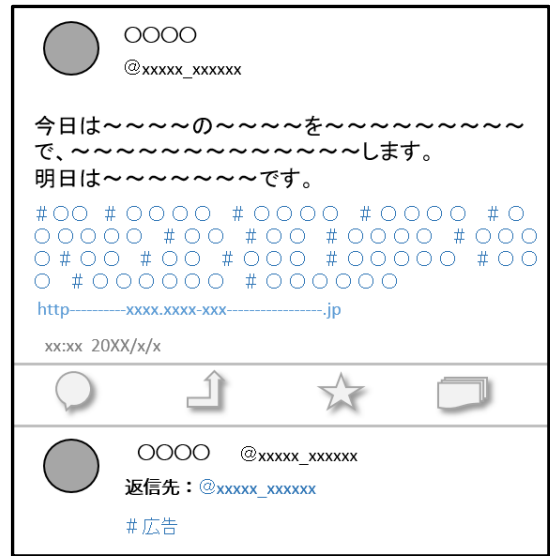 〇〇〇〇
@xxxxx_xxxxxx
今日は～～～～の～～～～を～～～～～～～～～
で、～～～～～～～～～～～～～します。
明日は～～～～～～～です。
#〇〇 #〇〇〇〇 #〇〇〇〇 #〇〇〇〇 #〇
〇〇〇〇〇 #〇〇 #〇〇 #〇〇〇〇 #〇〇〇
〇#〇〇 #〇〇 #〇〇〇 #〇〇〇〇〇 #〇〇
〇 #〇〇〇〇〇〇 #〇〇〇〇〇〇
http----------xxxx.xxxx-xxx-----------------.jp
xx:xx 20XX/x/x
〇〇〇〇 @xxxxx_xxxxxx
返信先：@xxxxx_xxxxxx
#広告